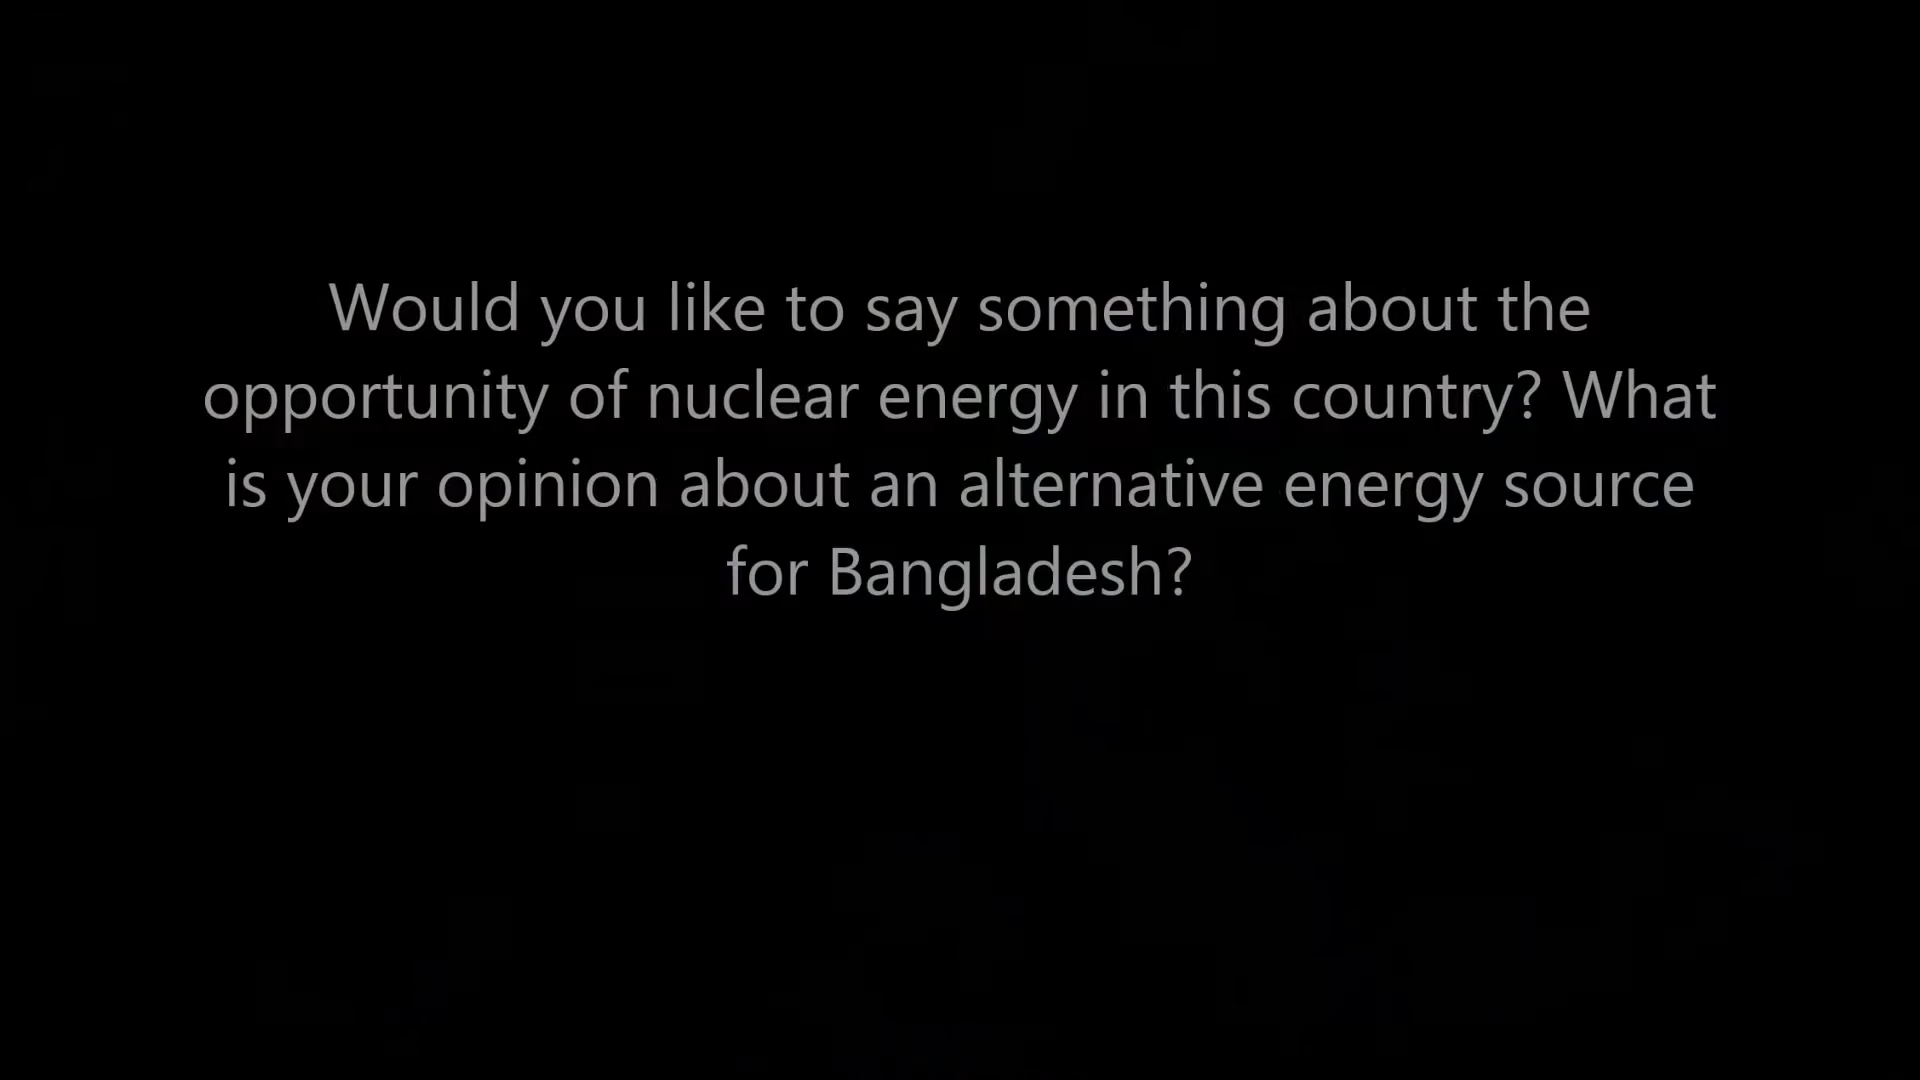 Would you like to say something about the
opportunity of nuclear energy in this country? What
is your opinion about an alternative energy source
for Bangladesh?